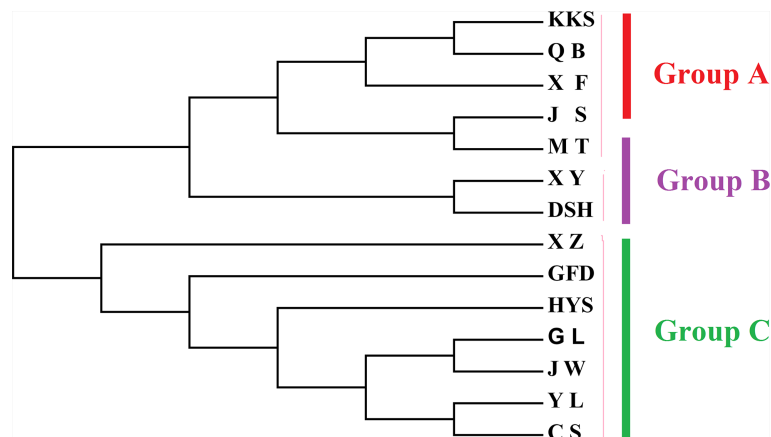 KKS
Q B
X F
Group A
J S
M T
X Y
Group B
DSH
X Z
GFD
HYS
Group C
G L
J W
Y L
C S